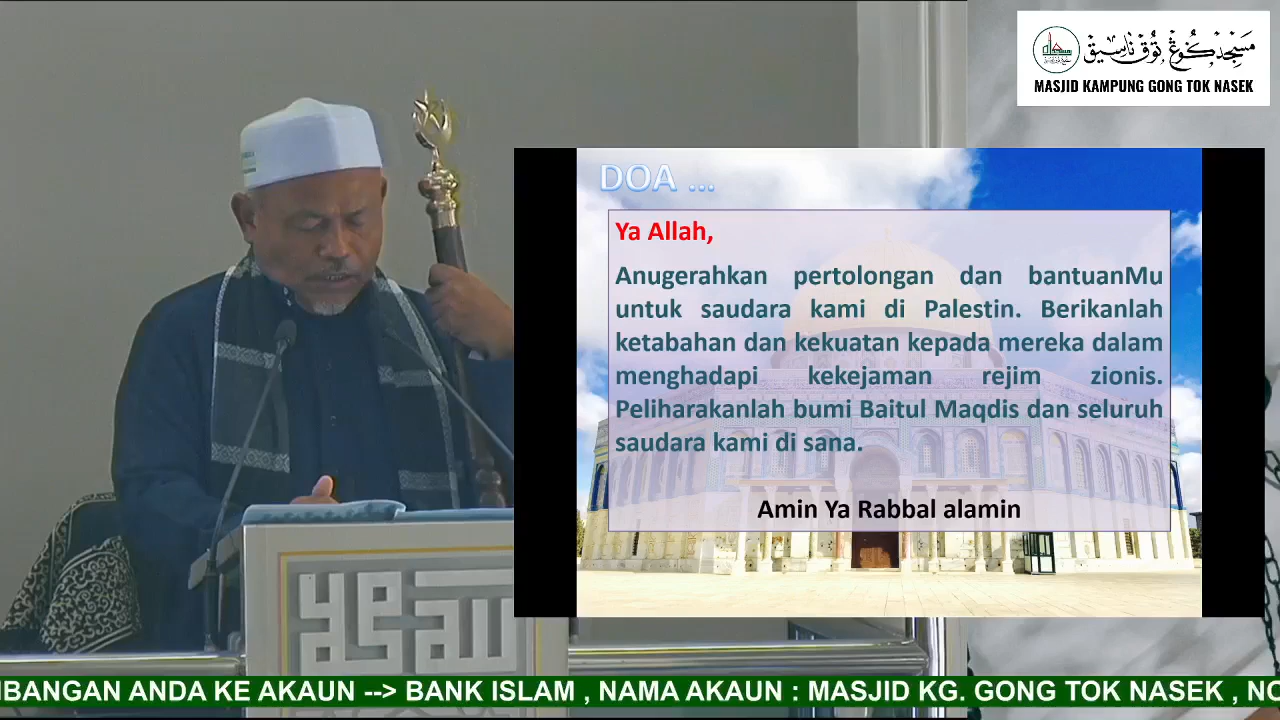 مسجد كوڠ توق ناسيق
MASJID KAMPUNG GONG TOK NASEK
DOA ...
Ya Allah,
Anugerahkan pertolongan dan bantuanMu
untuk saudara kami di Palestin. Berikanlah
ketabahan dan kekuatan kepada mereka dalam
menghadapi kekejaman rejim zionis.
Peliharakanlah bumi Baitul Maqdis dan seluruh
saudara kami di sana.
Amin Ya Rabbal alamin
MBANGAN ANDA KE AKAUN --> BANK ISLAM , NAMA AKAUN : MASJID KG. GONG TOK NASEK , NO